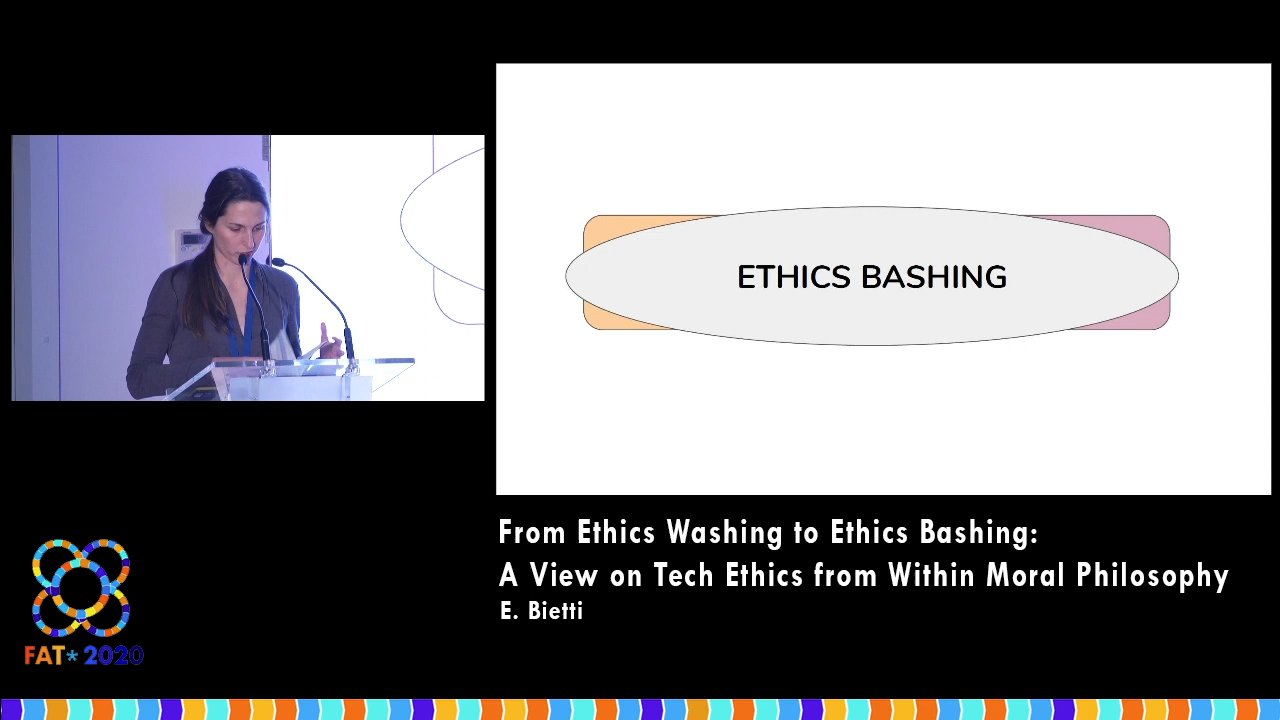 ETHICS BASHING
From Ethics Washing to Ethics Bashing:
A View on Tech Ethics from Within Moral Philosophy
E. Bietti
FAT* 2020